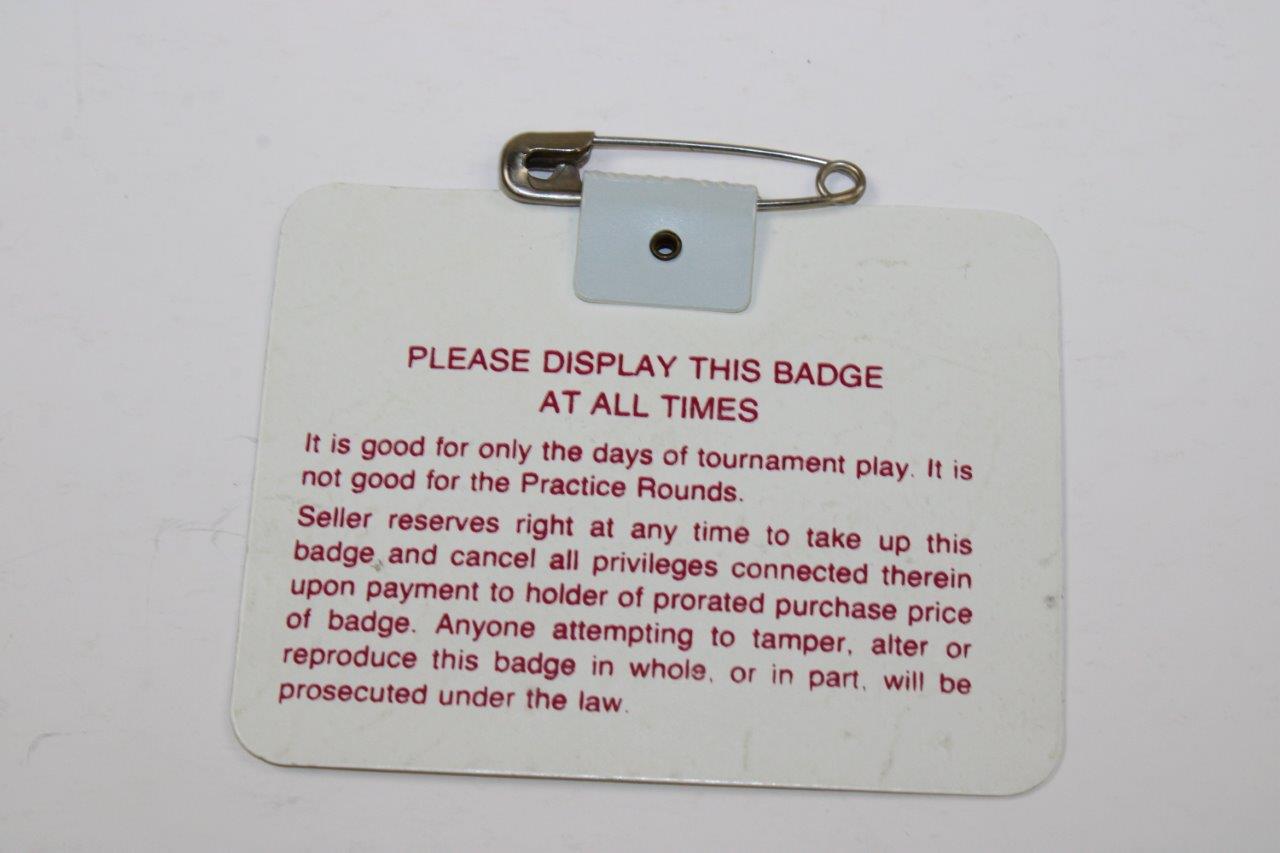 PLEASE DISPLAY THIS BADGE
AT ALL TIMES
It is good for only the days of tournament play. It is
not good for the Practice Rounds.
Seller reserves right at any time to take up this
badge and cancel all privileges connected therein
upon payment to holder of prorated purchase price
of badge. Anyone attempting to tamper, alter or
reproduce this badge in whole, or in part, will be
prosecuted under the law.